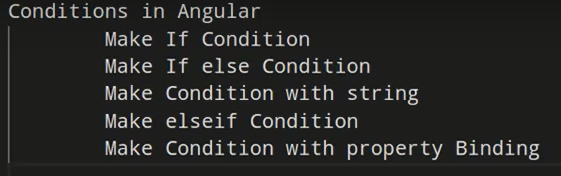 Conditions in Angular
Make If Condition
Make If else Condition
Make Condition with string
Make elseif Condition
Make Condition with property Binding